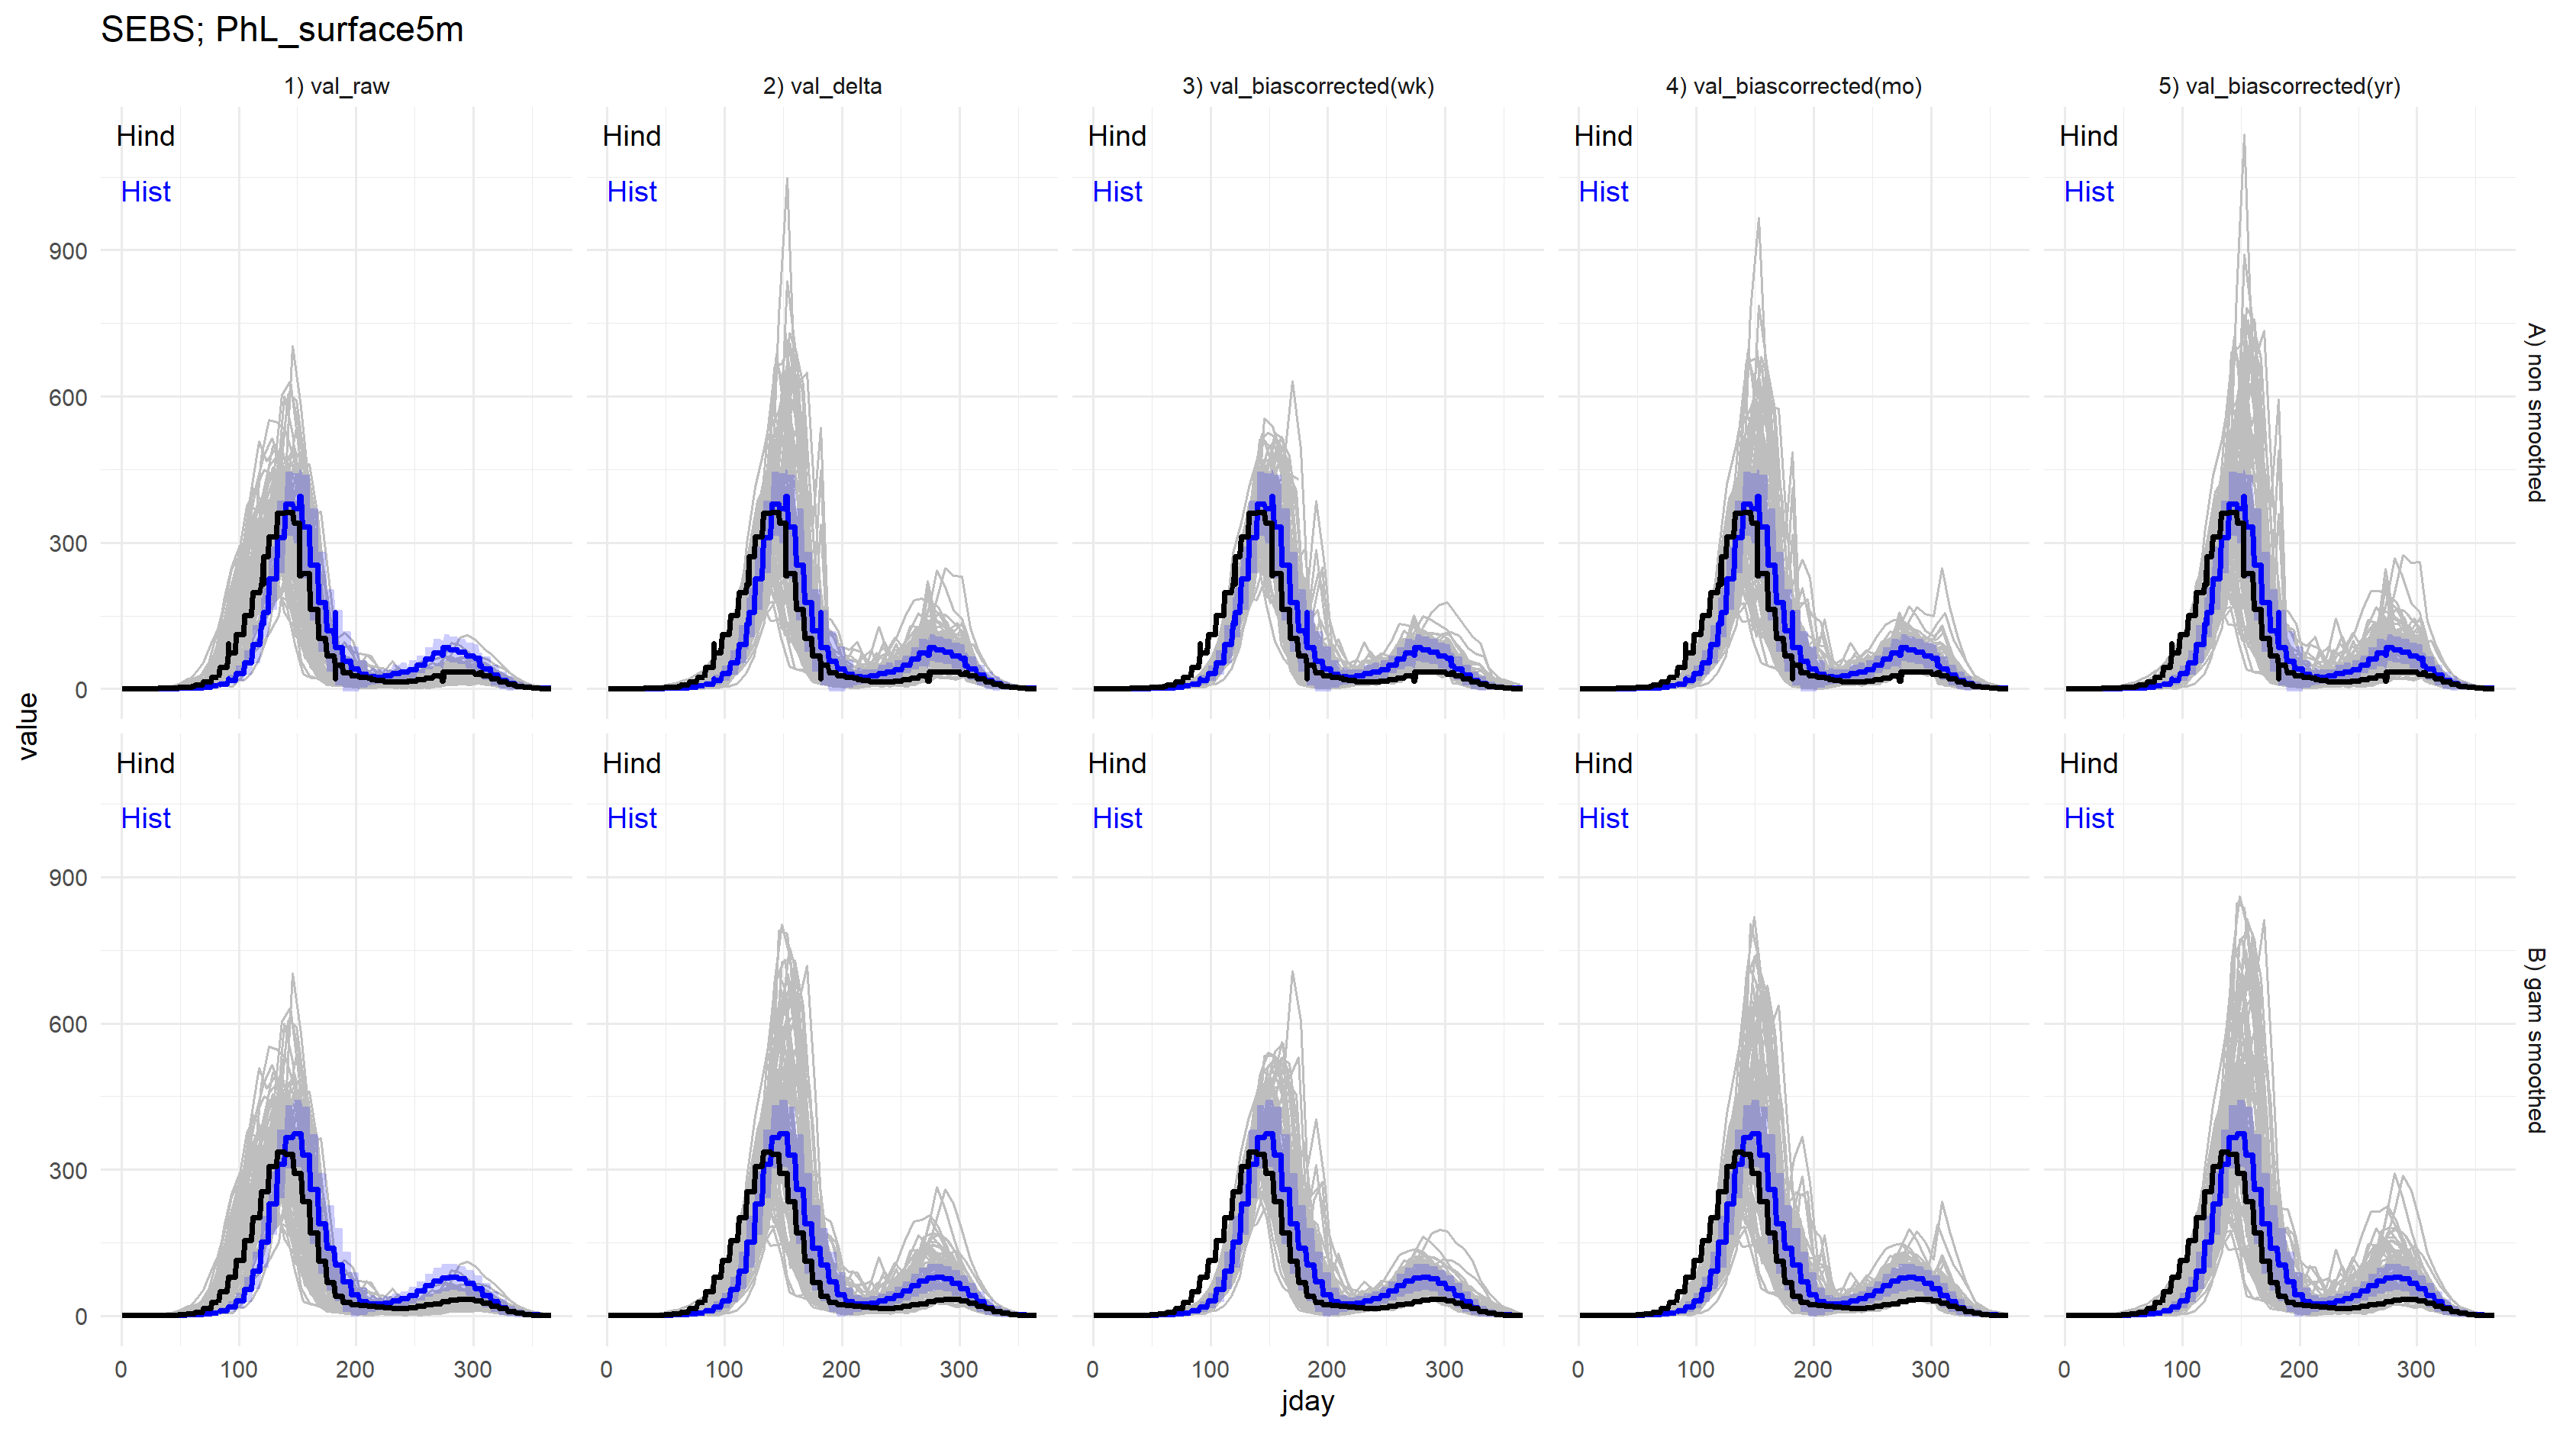 SEBS; PhL_surface5m
1) val_raw
2) val_delta
3) val_biascorrected(wk)
4) val_biascorrected(mo)
5) val_biascorrected(yr)
Hind
Hist
Hind
Hist
Hind
Hist
Hind
Hist
Hind
Hist
900
600
300
0
A) non smoothed
value
Hind
Hist
Hind
Hist
Hind
Hist
Hind
Hist
Hind
Hist
900
600
300
0
B) gam smoothed
0 100 200 300
0 100 200 300
0 100 200 300
0 100 200 300
0 100 200 300
jday